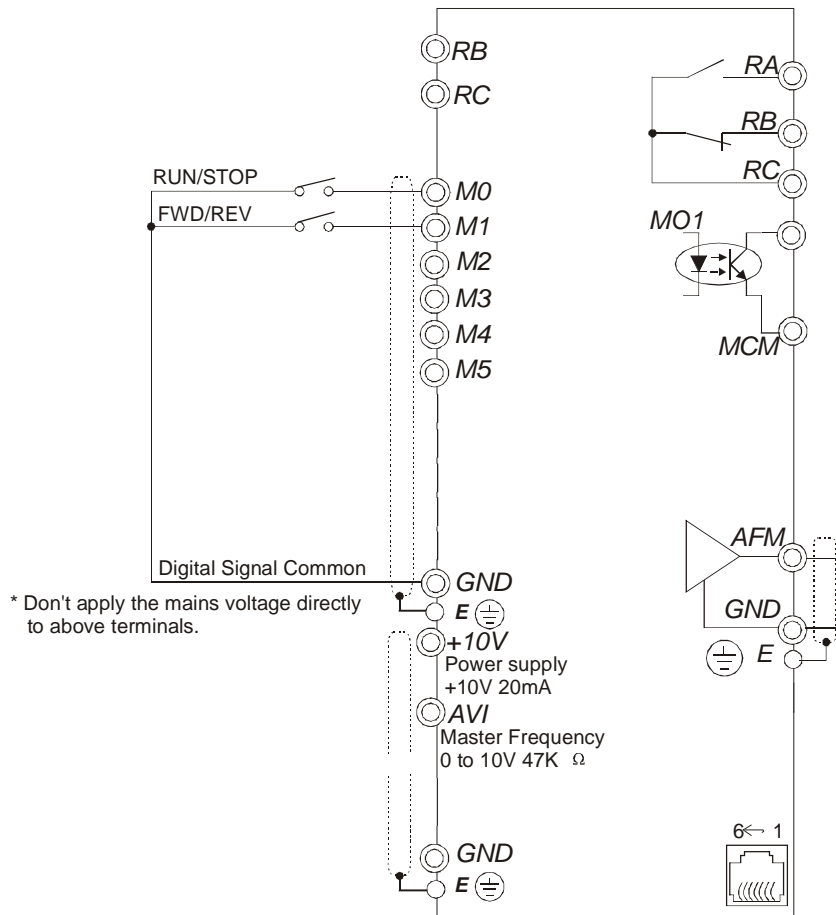 RB
RC
RUN/STOP
M0
FWD/REV
M1
M2
M3
M4
M5
Digital Signal Common
GND
* Don't apply the mains voltage directly
to above terminals.
E
+10V
Power supply
+10V 20mA
AVI
Master Frequency
0 to 10V 47K Ω
GND
E
RA
RB
RC
MO1
MCM
AFM
GND
E
6← 1